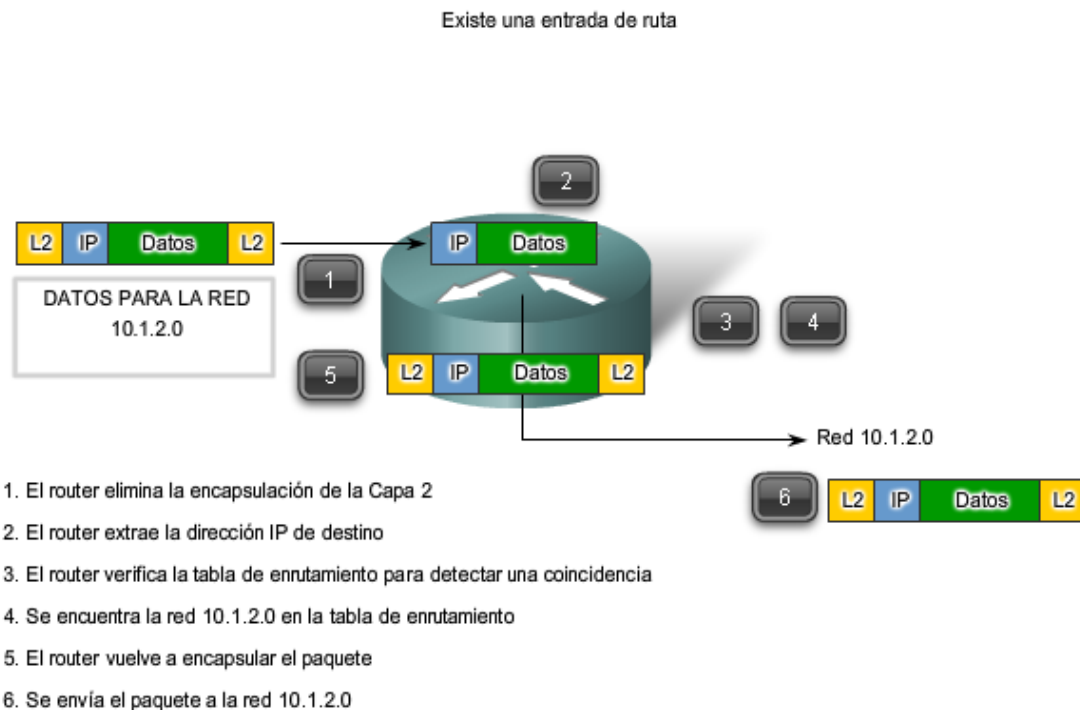 Existe una entrada de ruta
2
L2 IP Datos L2
IP Datos
1
DATOS PARA LA RED
10.1.2.0
3 4
5
L2 IP Datos L2
Red 10.1.2.0
6
L2 IP Datos L2
1. El router elimina la encapsulación de la Capa 2
2. El router extrae la dirección IP de destino
3. El router verifica la tabla de enrutamiento para detectar una coincidencia
4. Se encuentra la red 10.1.2.0 en la tabla de enrutamiento
5. El router vuelve a encapsular el paquete
6. Se envía el paquete a la red 10.1.2.0